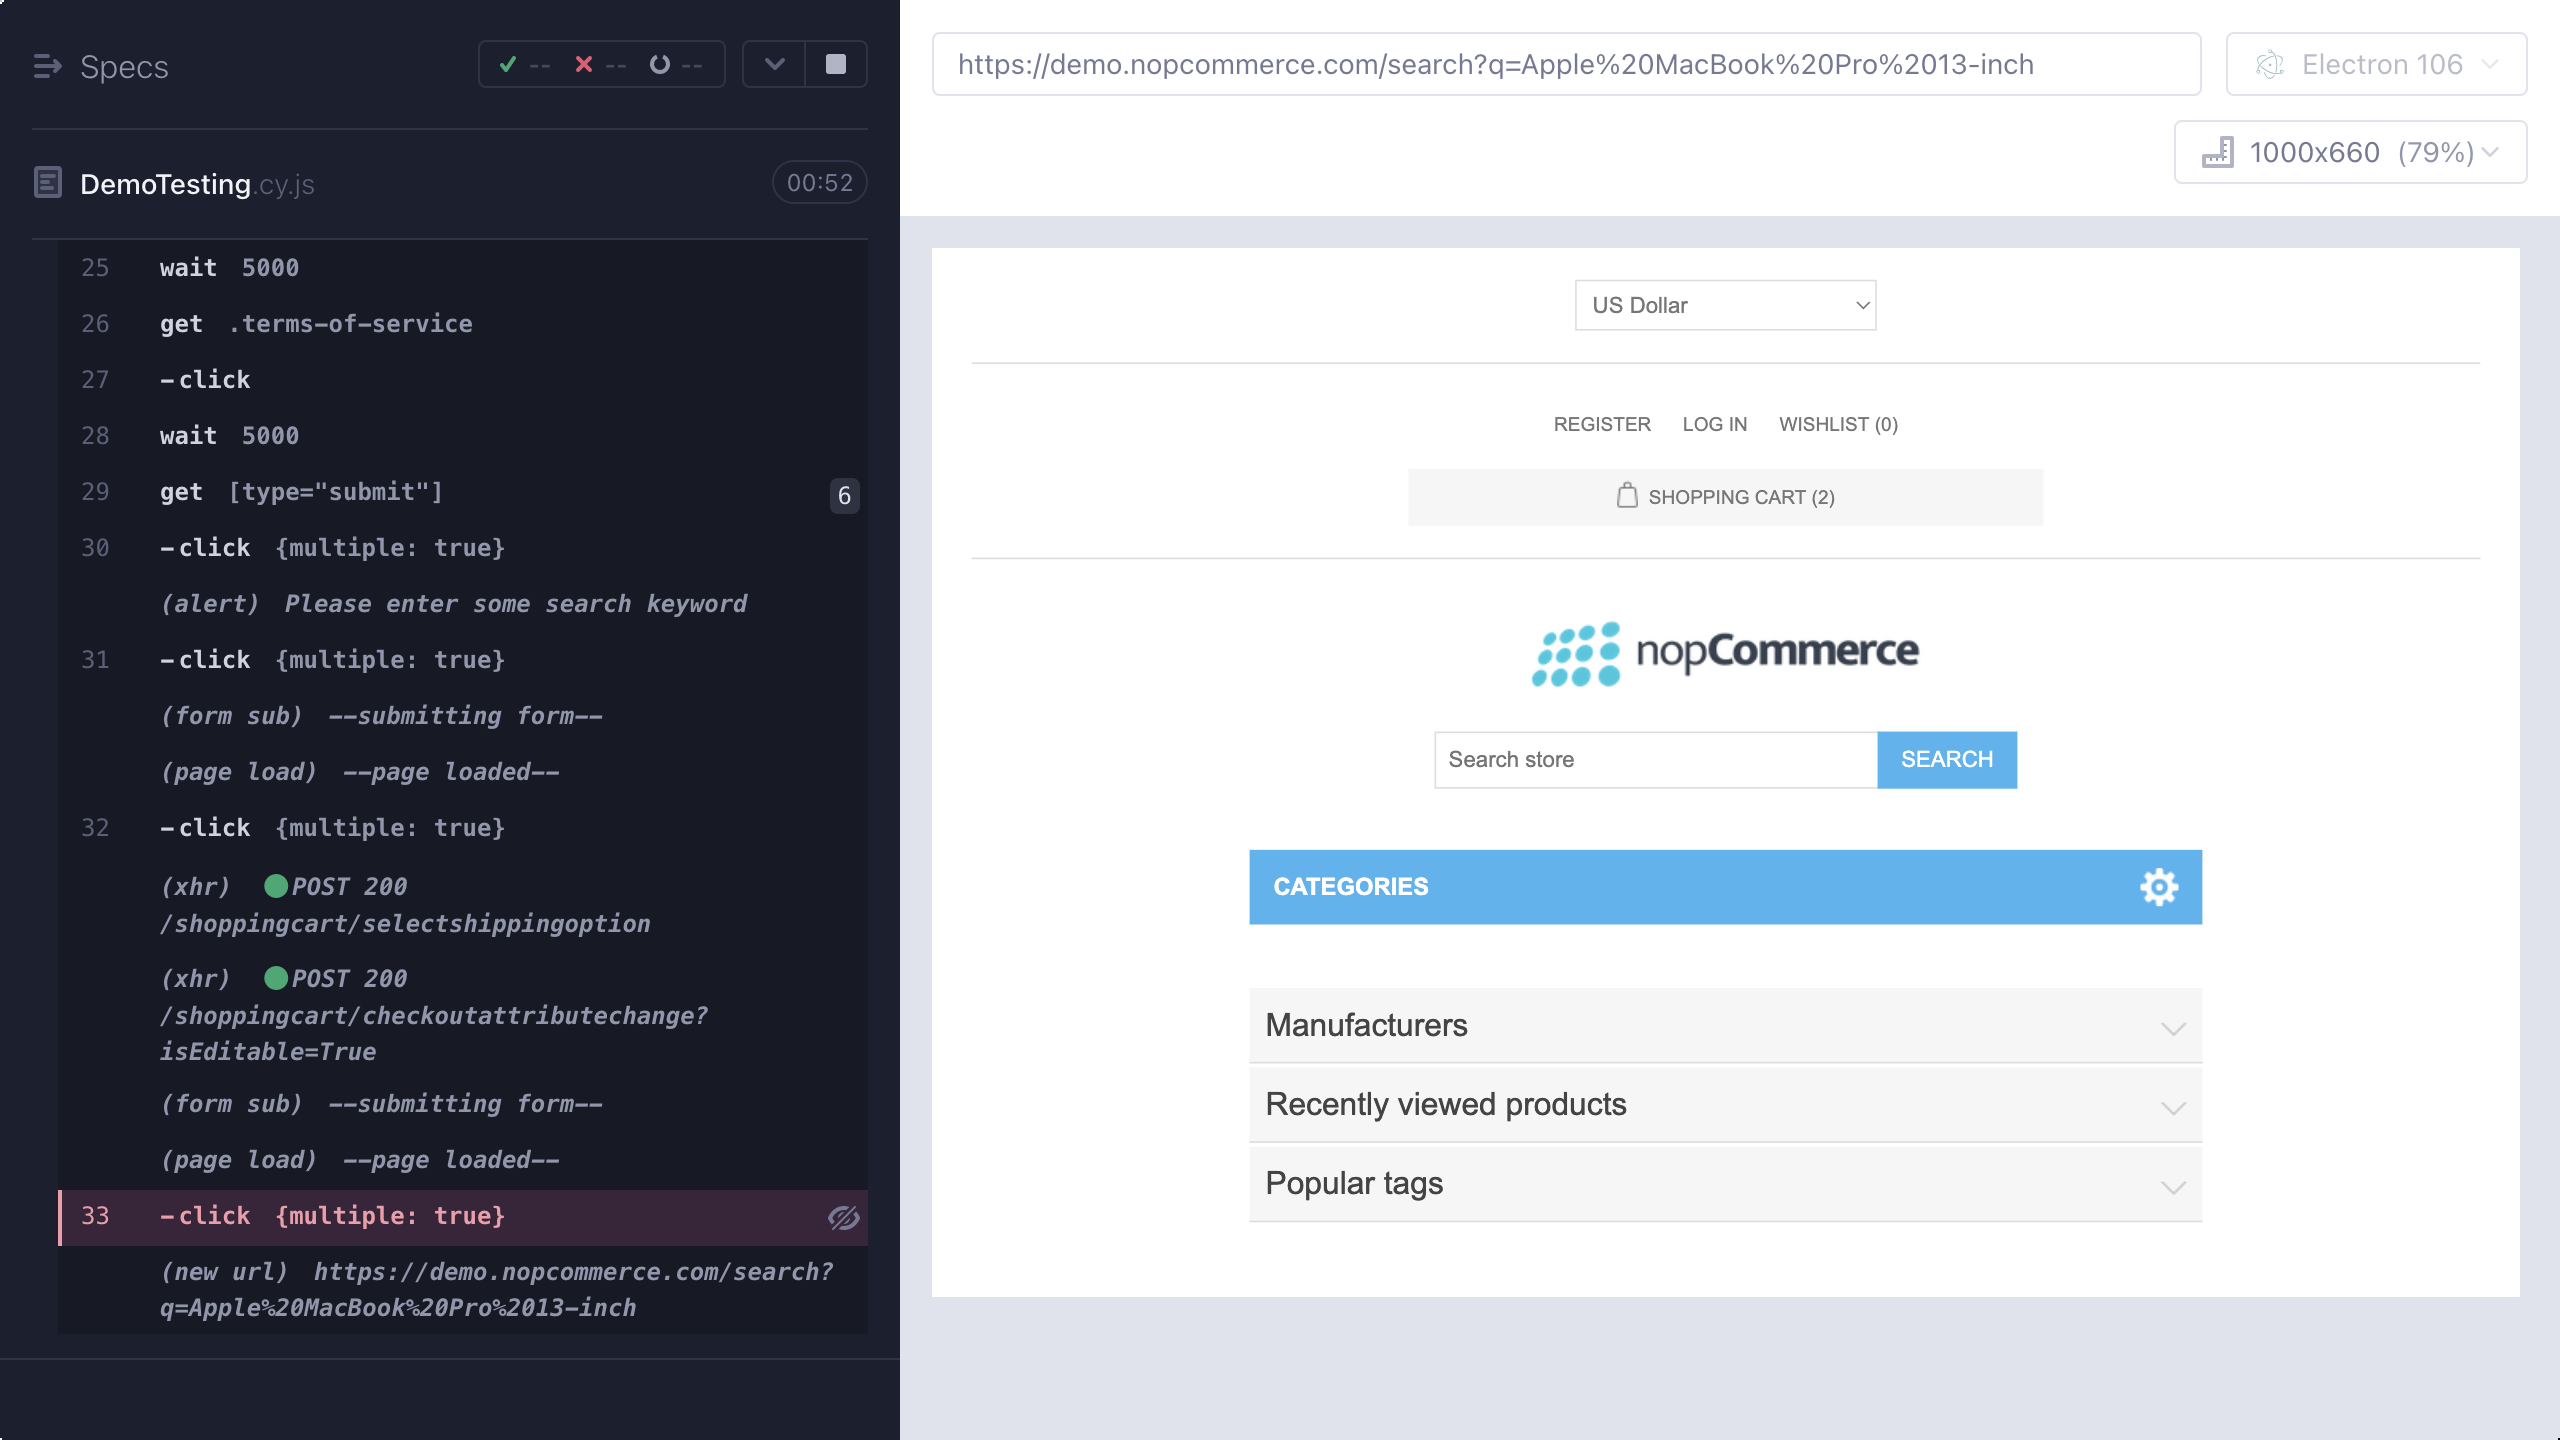 Specs
-- -- --
DemoTesting.cy.js 00:52
25 wait 5000
26 get .terms-of-service
27 -click
28 wait 5000
29 get [type="submit"] 6
30 -click {multiple: true}
(alert) Please enter some search keyword
31 -click {multiple: true}
(form sub) --submitting form--
(page load) --page loaded--
32 -click {multiple: true}
(xhr) POST 200
/shoppingcart/selectshippingoption
(xhr) POST 200
/shoppingcart/checkoutattributechange?
isEditable=True
(form sub) --submitting form--
(page load) --page loaded--
33 -click {multiple: true}
(new url) https://demo.nopcommerce.com/search?
q=Apple%20MacBook%20Pro%2013-inch
https://demo.nopcommerce.com/search?q=Apple%20MacBook%20Pro%2013-inch
Electron 106
1000x660 (79%)
US Dollar
REGISTER LOG IN WISHLIST (0)
SHOPPING CART (2)
nopCommerce
Search store SEARCH
CATEGORIES
Manufacturers
Recently viewed products
Popular tags